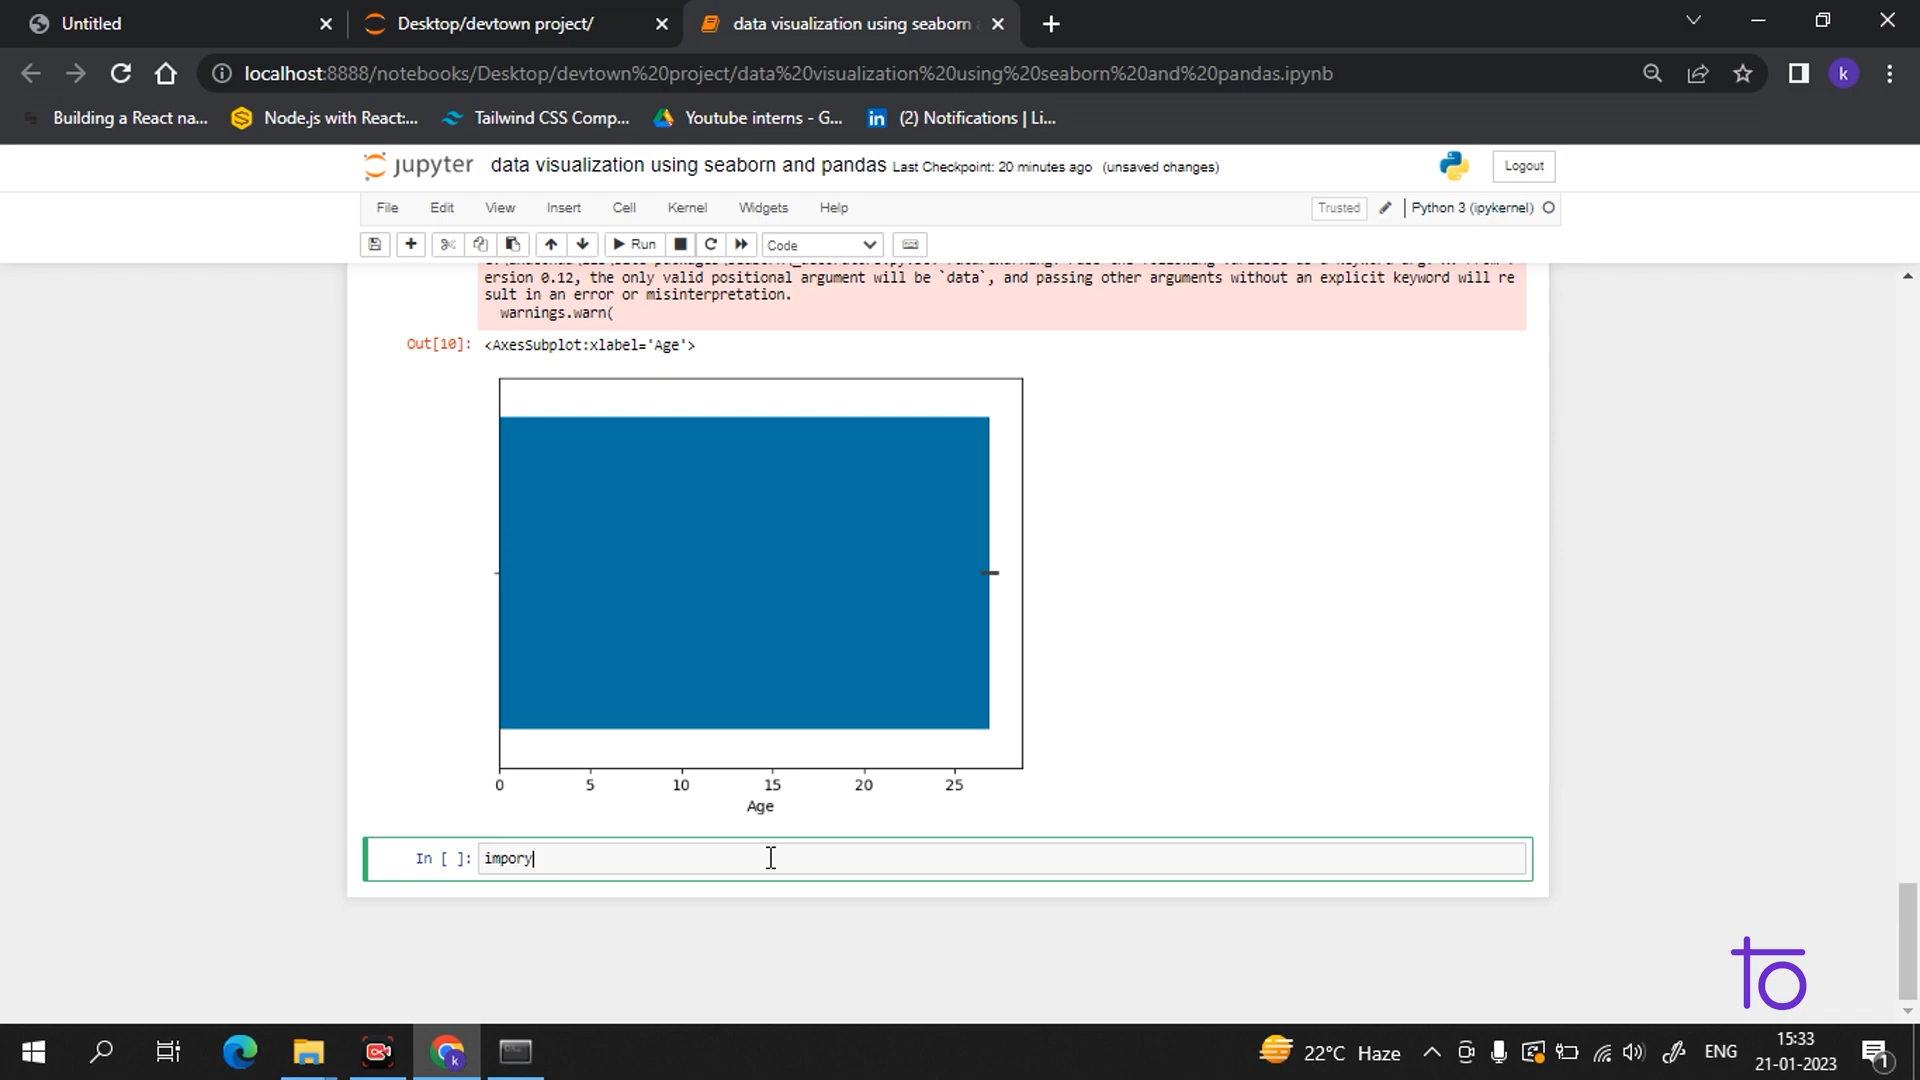 Untitled
Desktop/devtown project/
data visualization using seaborn a
localhost:8888/notebooks/Desktop/devtown%20project/data%20visualization%20using%20seaborn%20and%20pandas.ipynb
k
Building a React na...
Node.js with React:...
Tailwind CSS Comp...
Youtube interns - G...
(2) Notifications | Li...
jupyter data visualization using seaborn and pandas Last Checkpoint: 20 minutes ago (unsaved changes)
Logout
File Edit View Insert Cell Kernel Widgets Help
Trusted
Python 3 (ipykernel)
Run
Code
ersion 0.12, the only valid positional argument will be `data`, and passing other arguments without an explicit keyword will re
sult in an error or misinterpretation.
warnings.warn(
Out[10]: <AxesSubplot:xlabel='Age'>
0 5 10 15 20 25
Age
In [ ]: impory
22°C Haze
ENG
15:33
21-01-2023
1